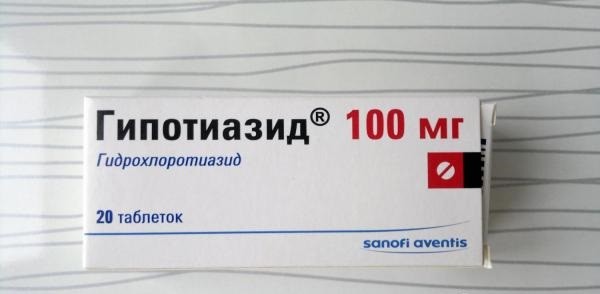 Гипотиазид® 100 мг
Гидрохлоротиазид
20 таблеток
sanofi aventis